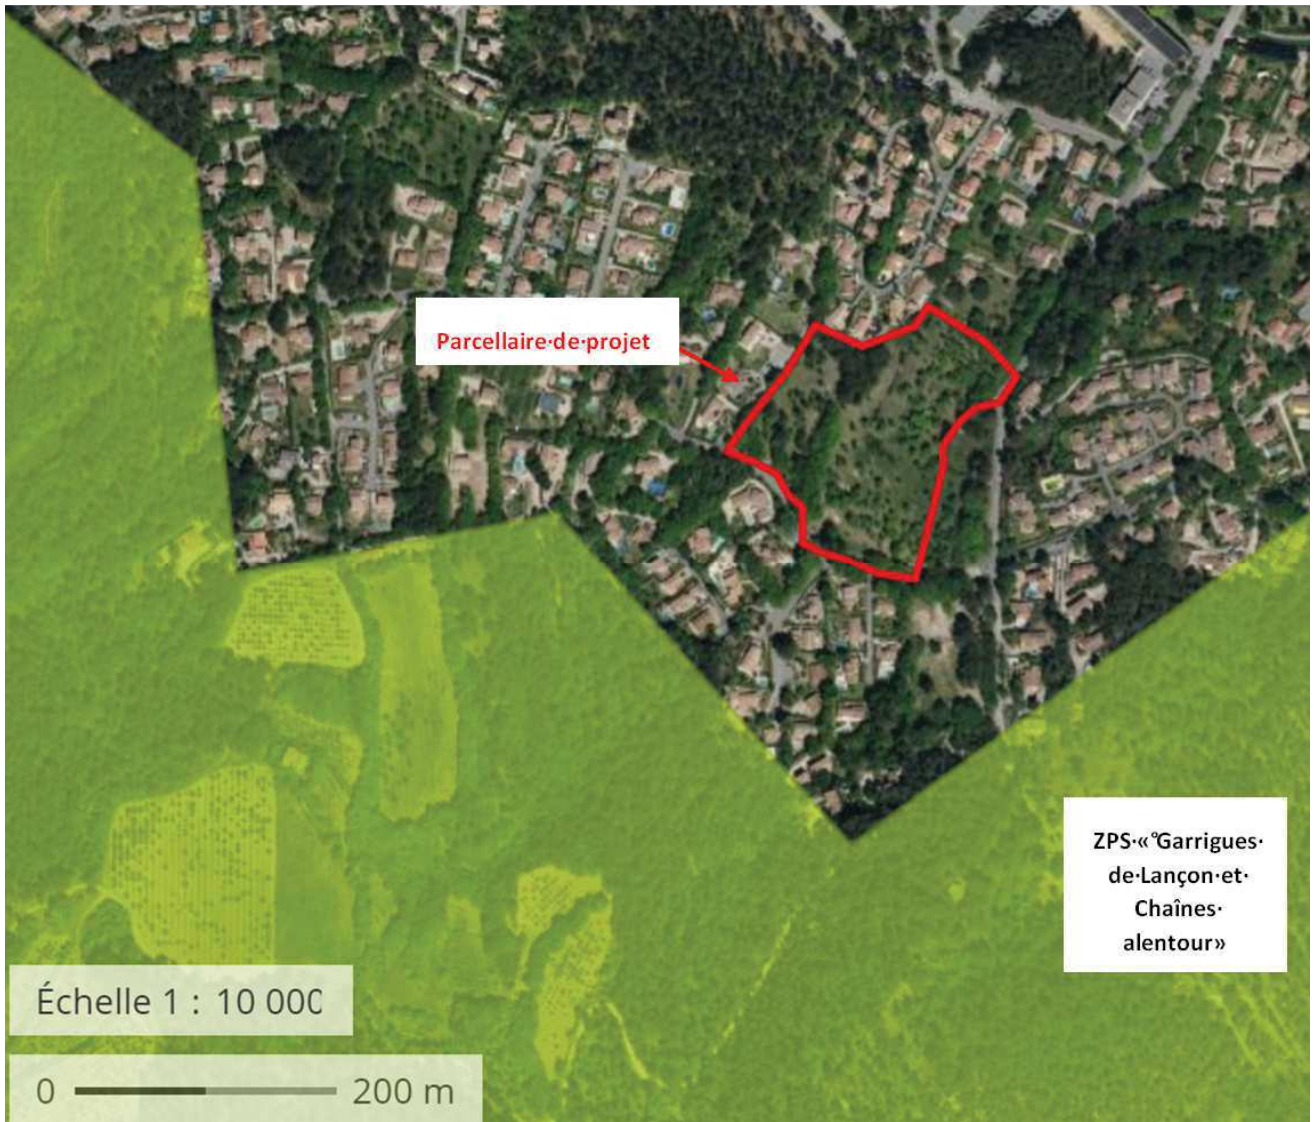 Parcellaire·de·projet
ZPS·«°Garrigues·
de·Lançon·et·
Chaînes·
alentour»
Échelle 1 : 10 000
0 200 m